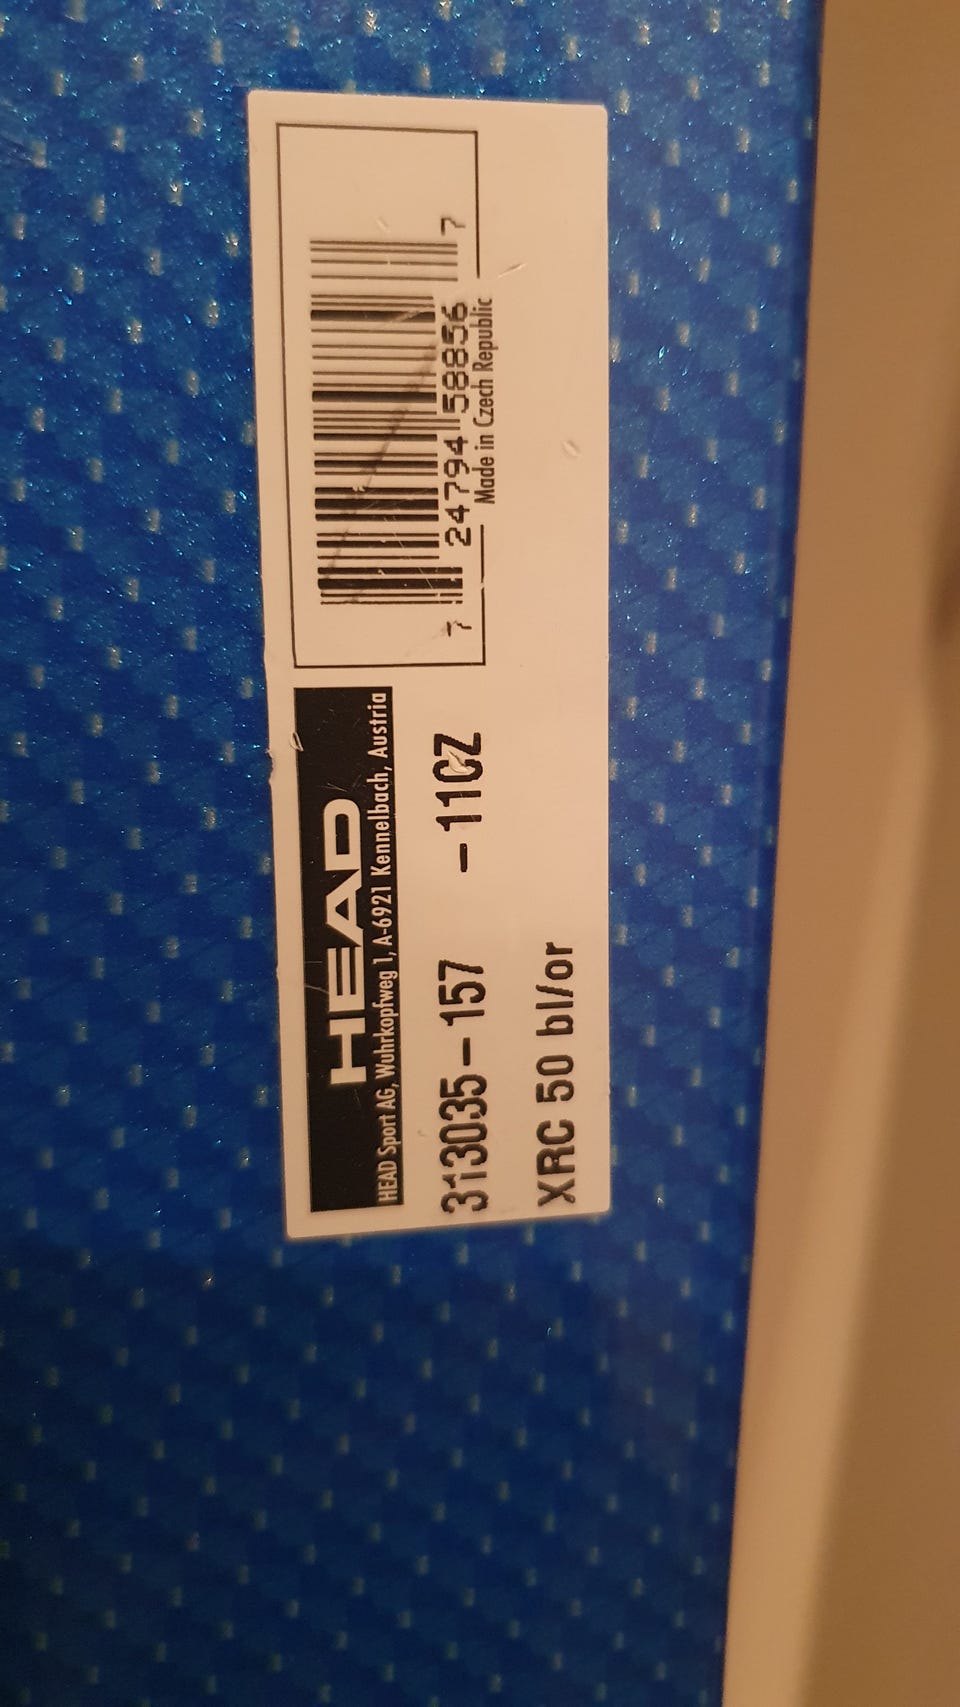 HEAD
HEAD Sport AG, Wuhrkopfweg 1, A-6921 Kennelbach, Austria
313035-157 -11CZ
XRC 50 bl/or
7 24794 58856 7
Made in Czech Republic